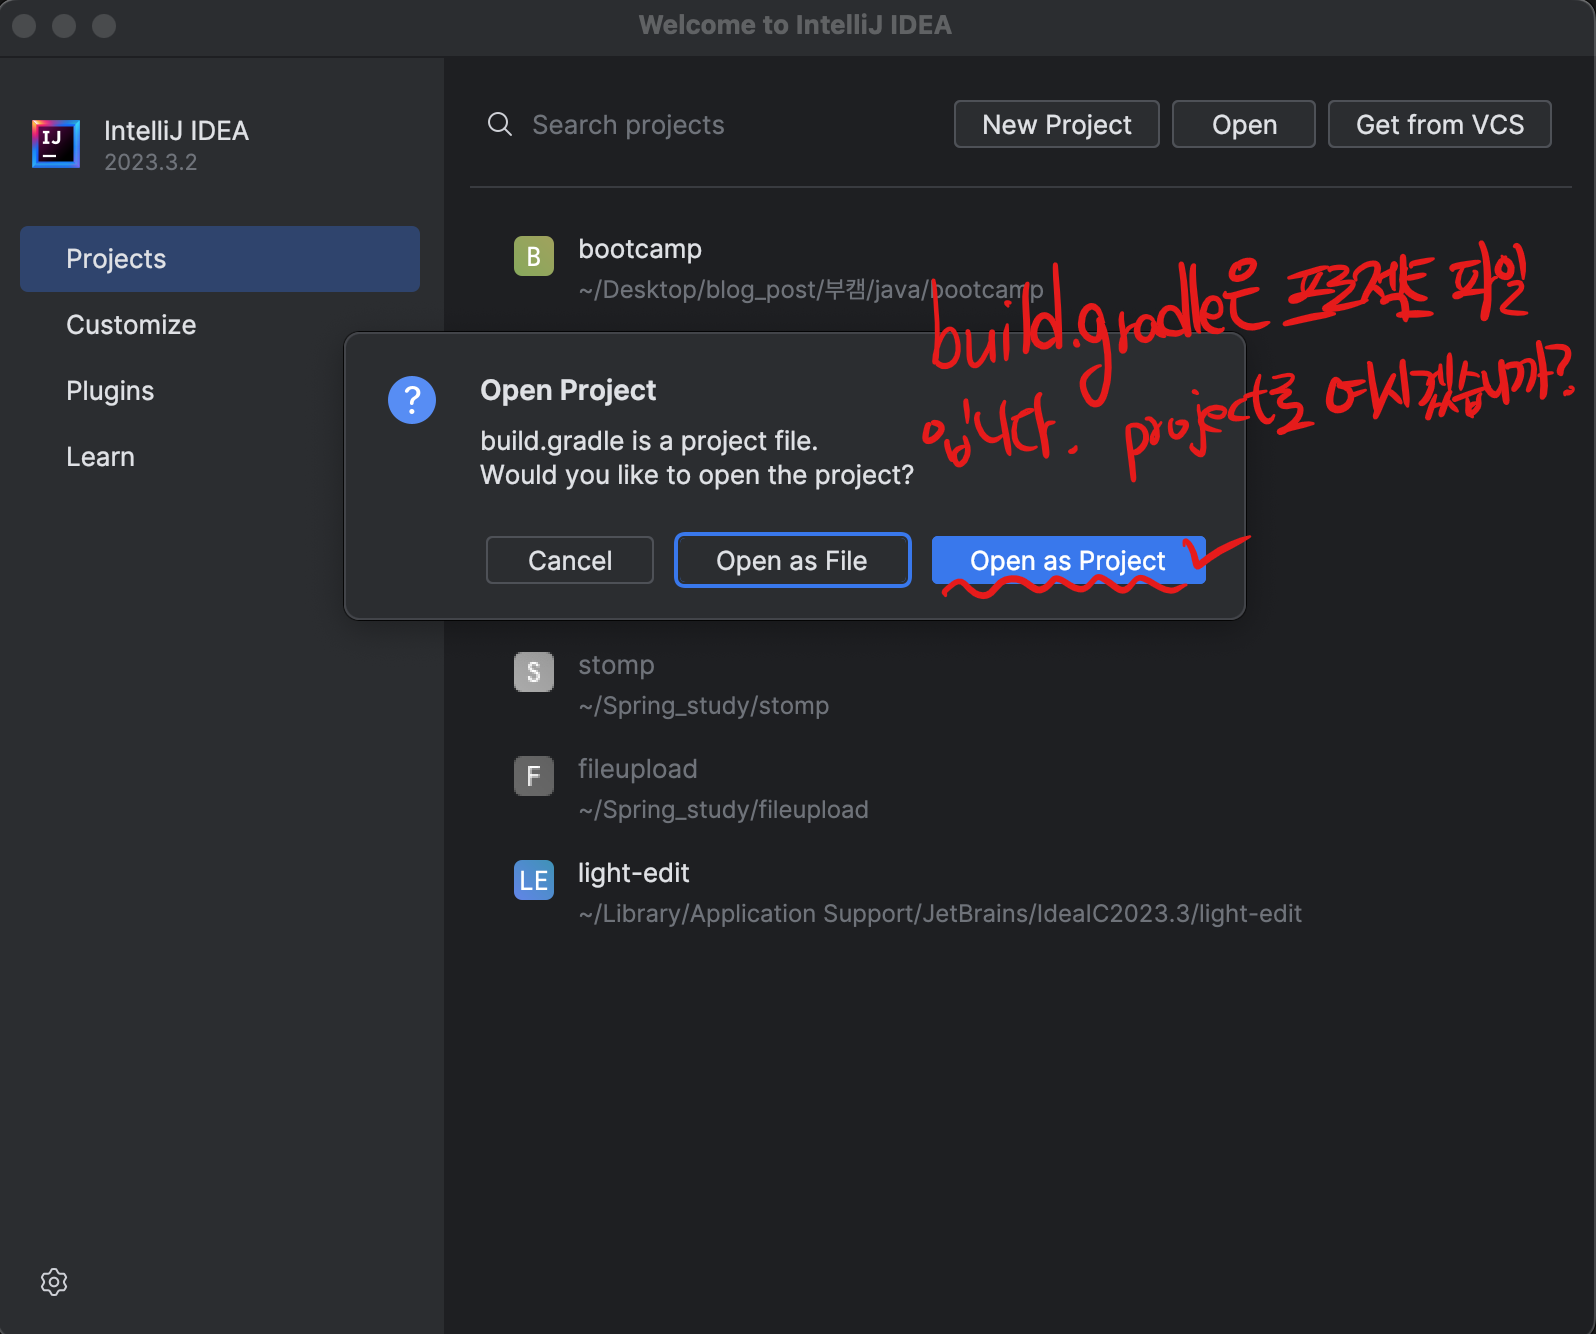 Welcome to IntelliJ IDEA
IJ
IntelliJ IDEA
2023.3.2
Projects
Customize
Plugins
Learn
Search projects
New Project
Open
Get from VCS
B
bootcamp
~/Desktop/blog_post/부캠/java/bootcamp
build.gradle은 프로젝트 파일
입니다. project로 여시겠습니까?
?
Open Project
build.gradle is a project file.
Would you like to open the project?
Cancel
Open as File
Open as Project
S
stomp
~/Spring_study/stomp
F
fileupload
~/Spring_study/fileupload
LE
light-edit
~/Library/Application Support/JetBrains/IdeaIC2023.3/light-edit